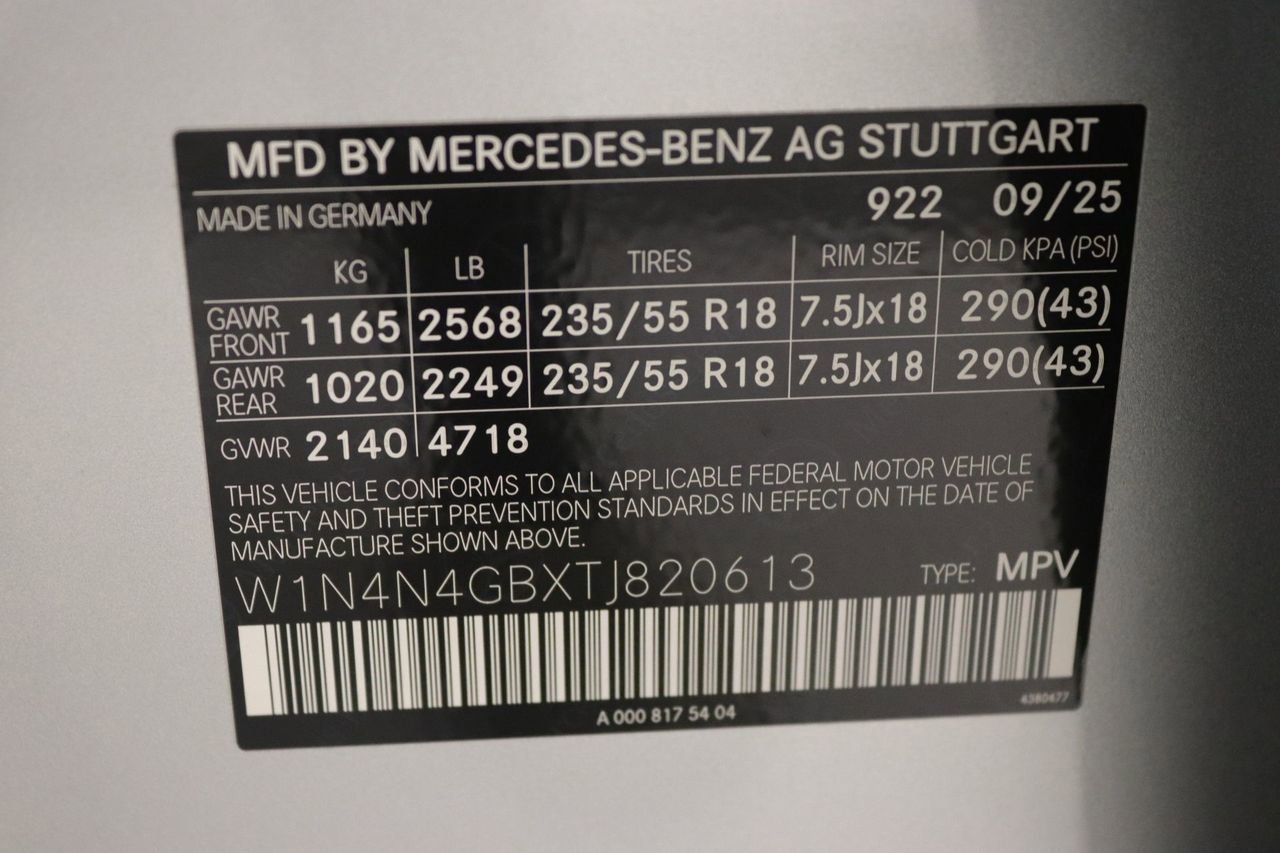 MFD BY MERCEDES-BENZ AG STUTTGART
MADE IN GERMANY 922 09/25
KG LB TIRES RIM SIZE COLD KPA (PSI)
GAWR FRONT 1165 2568 235/55 R18 7.5Jx18 290(43)
GAWR REAR 1020 2249 235/55 R18 7.5Jx18 290(43)
GVWR 2140 4718
THIS VEHICLE CONFORMS TO ALL APPLICABLE FEDERAL MOTOR VEHICLE
SAFETY AND THEFT PREVENTION STANDARDS IN EFFECT ON THE DATE OF
MANUFACTURE SHOWN ABOVE.
W1N4N4GBXTJ820613 TYPE: MPV
A 000 817 54 04 4380477